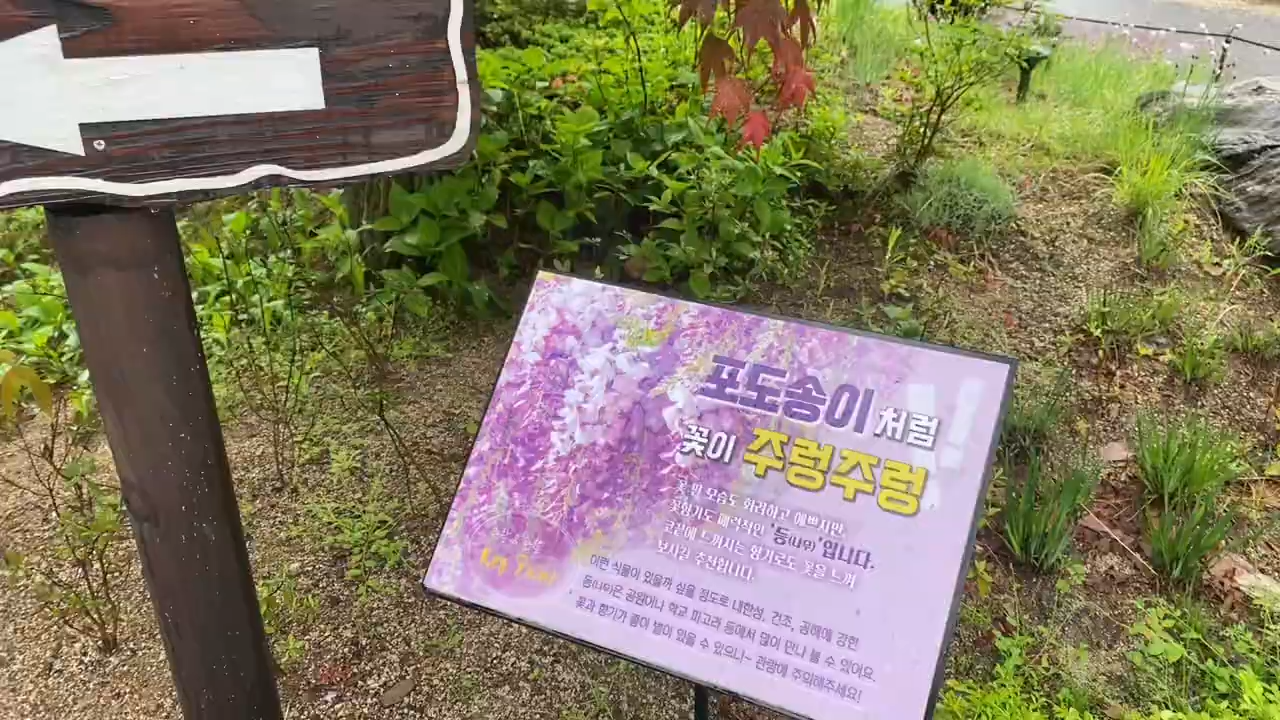 포도송이 처럼
꽃이 주렁주렁
꽃 핀 모습도 화려하고 예쁘지만,
꽃향기도 매력적인 '등(나무)'입니다.
코끝에 느껴지는 향기로도 꽃을 느껴
보시길 추천합니다.
이런 식물이 있을까 싶을 정도로 내한성, 건조, 공해에 강한
등(나무)은 공원이나 학교 파고라 등에서 많이 만나 볼 수 있어요.
꽃과 향기가 좋아 벌이 있을 수 있으니~ 관람에 주의해주세요!